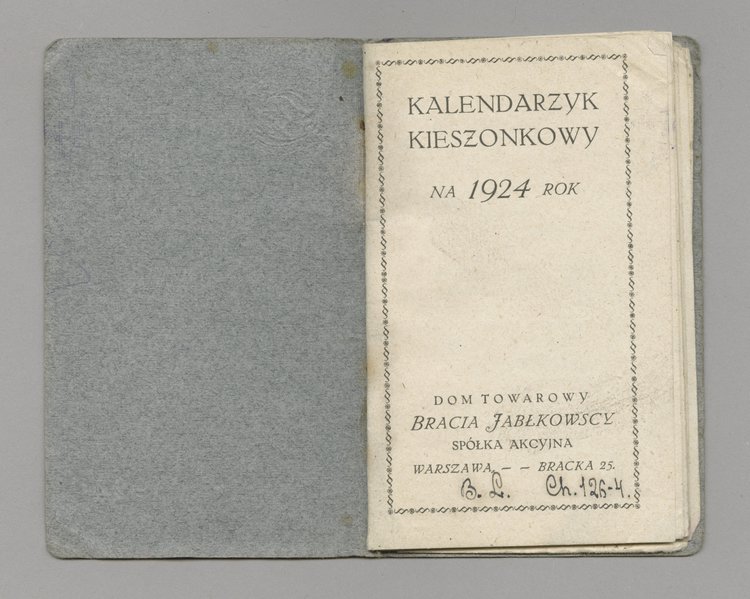 KALENDARZYK
KIESZONKOWY
NA 1924 ROK
DOM TOWAROWY
BRACIA JABŁKOWSCY
SPÓŁKA AKCYJNA
WARSZAWA, – – BRACKA 25.
B. L. Ch. 126-4.